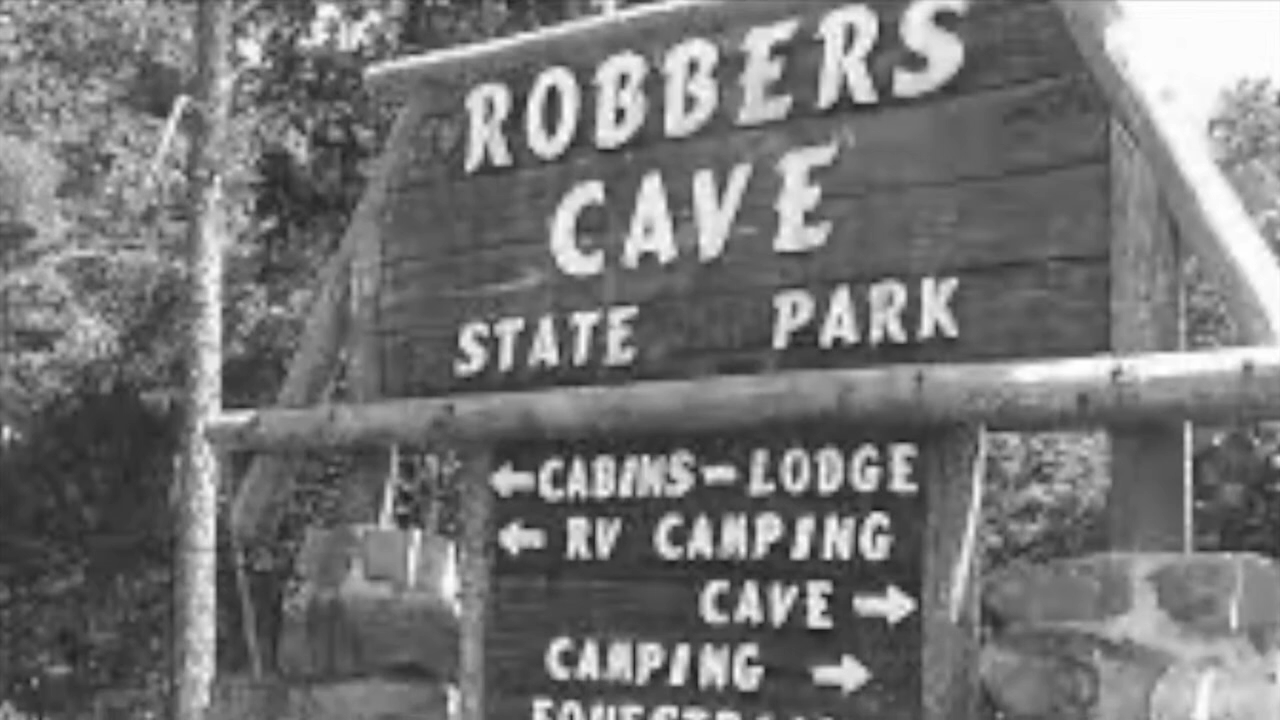 ROBBERS
CAVE
STATE PARK
←CABINS-LODGE
← RV CAMPING
CAVE →
CAMPING →